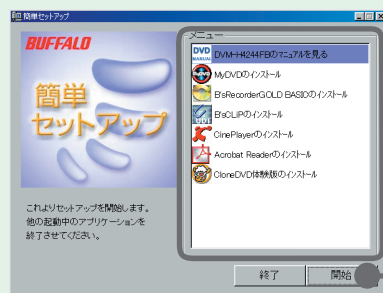 簡単セットアップ
BUFFALO
簡単
セットアップ
これよりセットアップを開始します。
他の起動中のアプリケーションを
終了させてください。
メニュー
DVD MANUAL
DVM-H4244FBのマニュアルを見る
MyDVDのインストール
B'sRecorderGOLD BASICのインストール
B'sCLiPのインストール
CinePlayerのインストール
Acrobat Readerのインストール
CloneDVD体験版のインストール
終了
開始